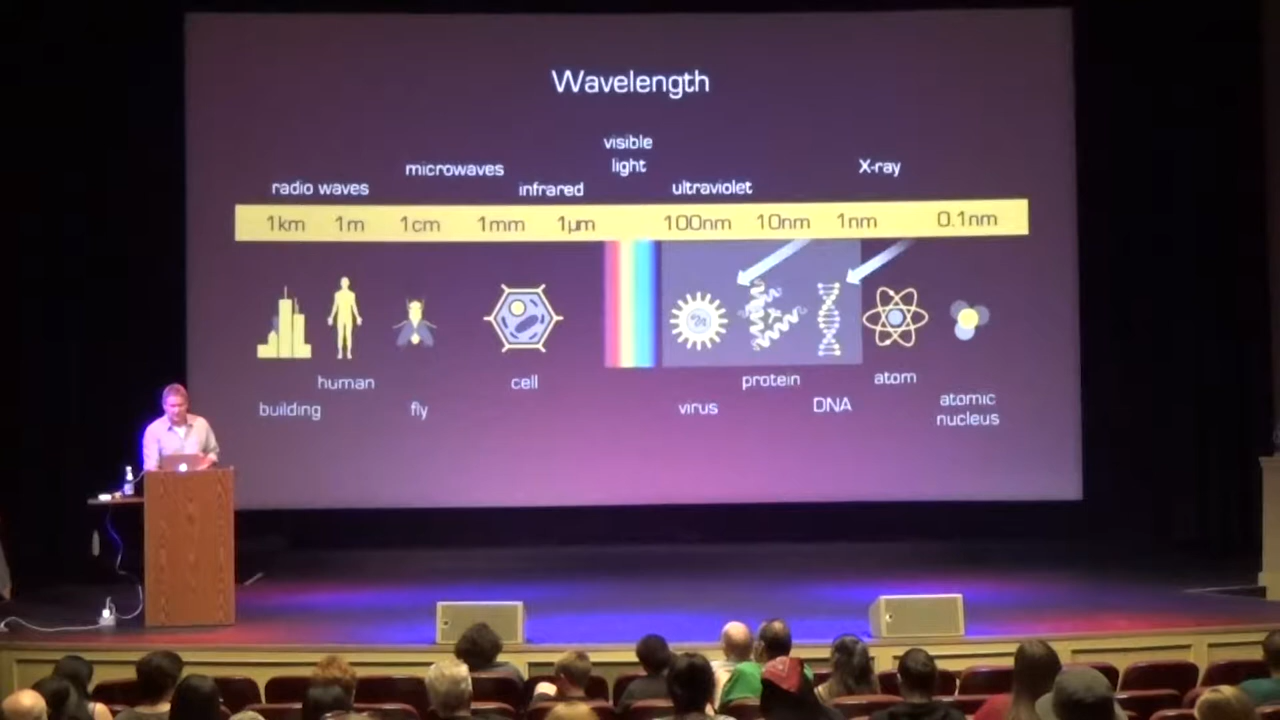 Wavelength
visible
light
microwaves
X-ray
radio waves
infrared
ultraviolet
1km 1m 1cm 1mm 1µm 100nm 10nm 1nm 0.1nm
human
cell
protein
atom
building
fly
virus
DNA
atomic
nucleus